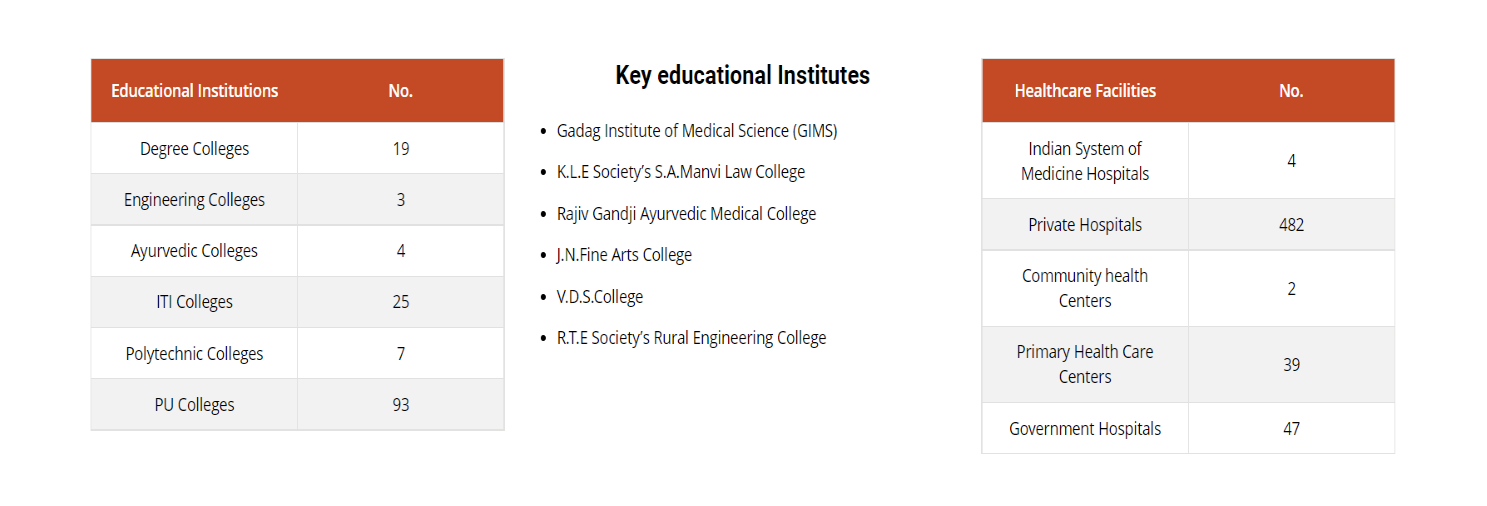 Educational Institutions No.
Degree Colleges 19
Engineering Colleges 3
Ayurvedic Colleges 4
ITI Colleges 25
Polytechnic Colleges 7
PU Colleges 93
Key educational Institutes
• Gadag Institute of Medical Science (GIMS)
• K.L.E Society’s S.A.Manvi Law College
• Rajiv Gandji Ayurvedic Medical College
• J.N.Fine Arts College
• V.D.S.College
• R.T.E Society’s Rural Engineering College
Healthcare Facilities No.
Indian System of
Medicine Hospitals 4
Private Hospitals 482
Community health
Centers 2
Primary Health Care
Centers 39
Government Hospitals 47